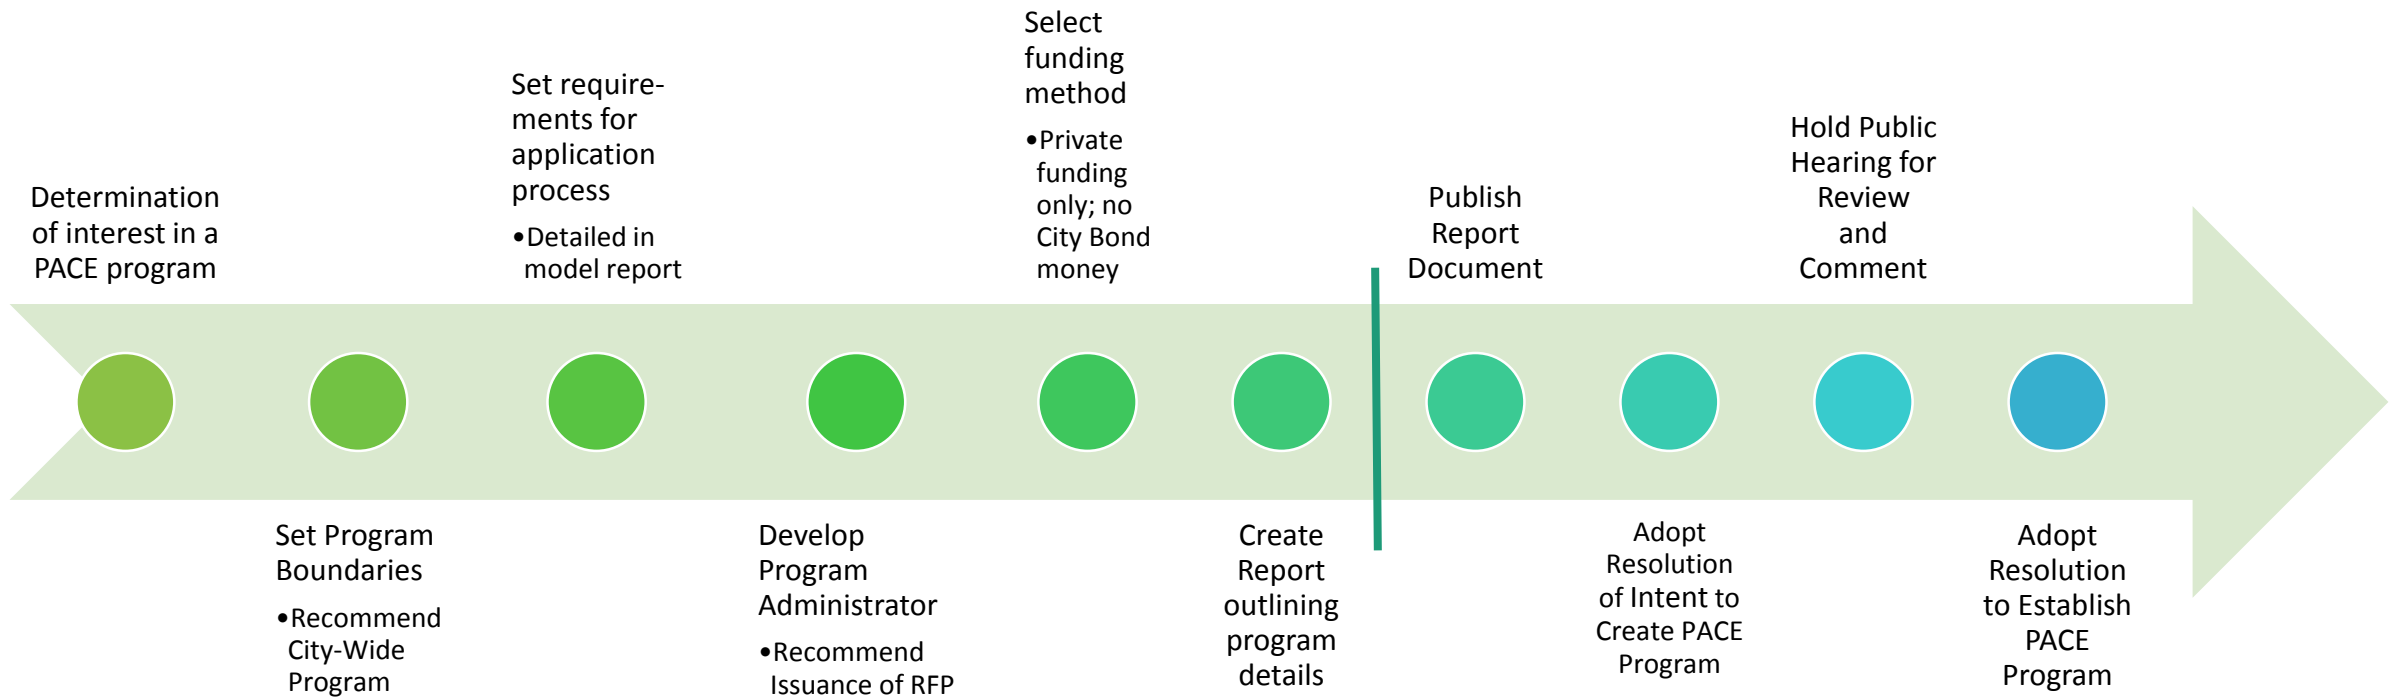 Determination
of interest in a
PACE program
Set Program
Boundaries
•Recommend
City-Wide
Program
Set require-
ments for
application
process
•Detailed in
model report
Develop
Program
Administrator
•Recommend
Issuance of RFP
Select
funding
method
•Private
funding
only; no
City Bond
money
Create
Report
outlining
program
details
Publish
Report
Document
Adopt
Resolution
of Intent to
Create PACE
Program
Hold Public
Hearing for
Review
and
Comment
Adopt
Resolution
to Establish
PACE
Program